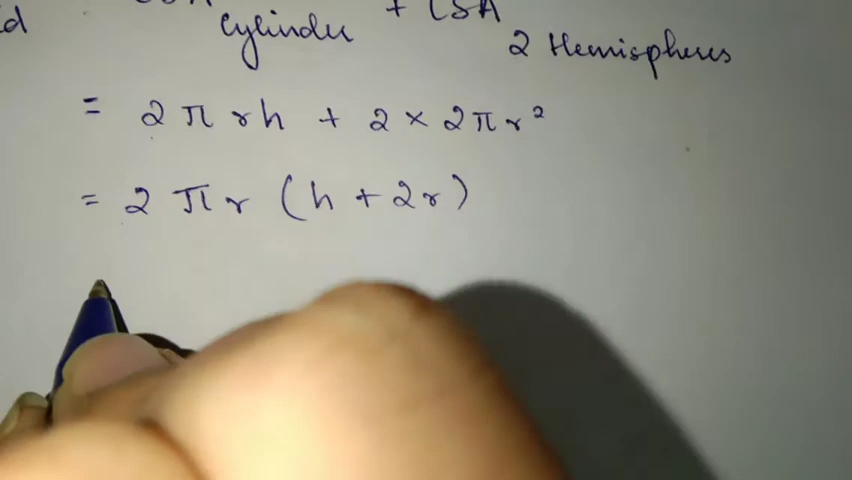 + CSA
cylinder 2 Hemispheres
= 2πrh + 2 × 2πr²
= 2πr (h + 2r)